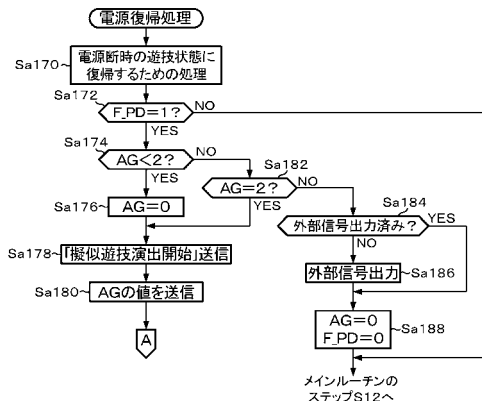 電源復帰処理
Sa170
電源断時の遊技状態に
復帰するための処理
Sa172
F_PD=1?
NO
YES
Sa174
AG<2?
NO
YES
Sa182
AG=2?
NO
YES
Sa176
AG=0
Sa184
外部信号出力済み?
YES
NO
Sa178
「擬似遊技演出開始」送信
外部信号出力
Sa186
Sa180
AGの値を送信
AG=0
F_PD=0
Sa188
A
メインルーチンの
ステップS12へ